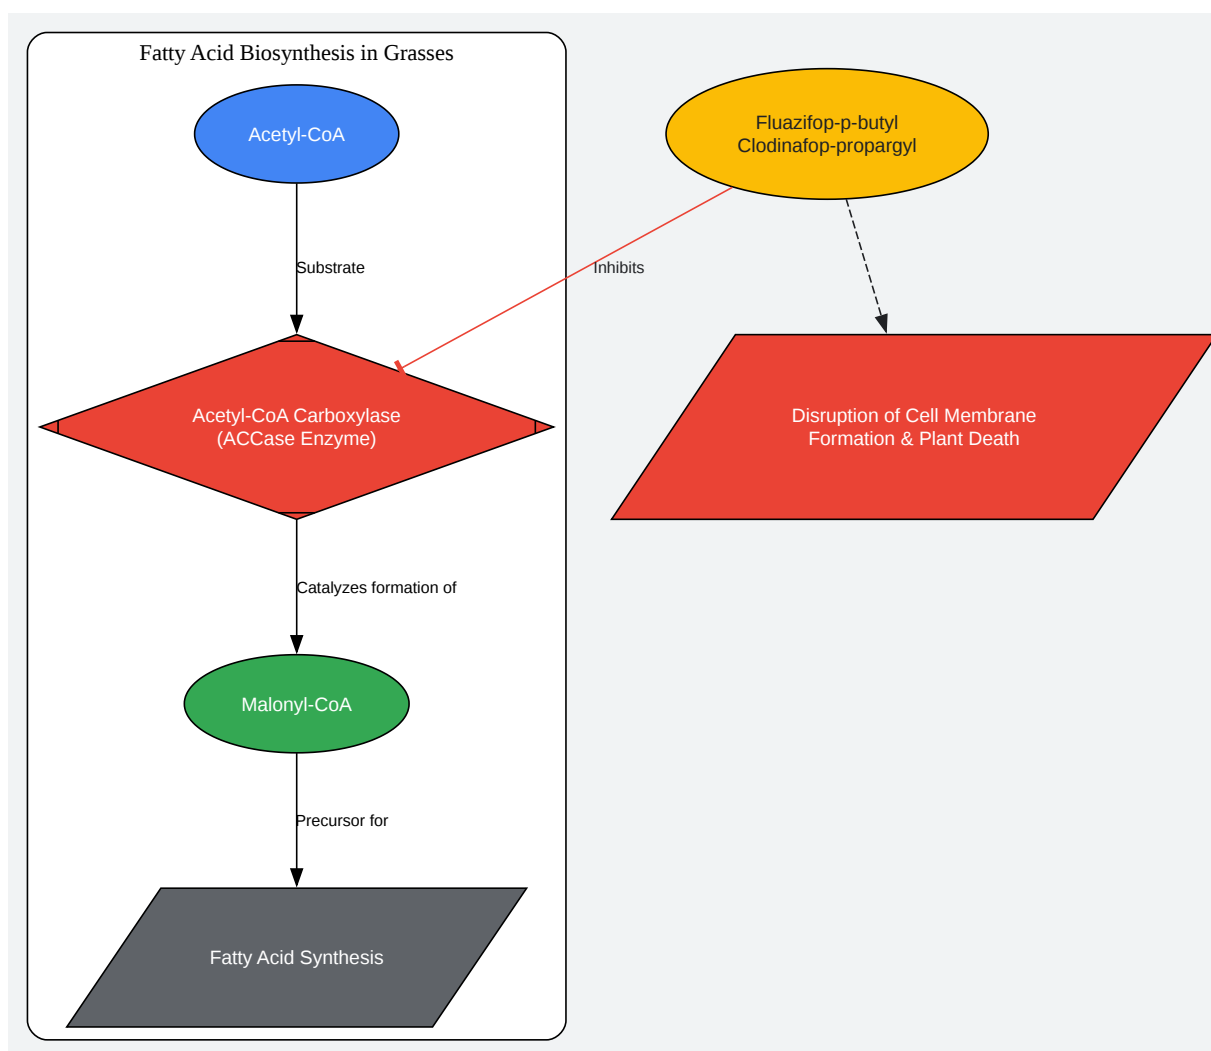 Fatty Acid Biosynthesis in Grasses
Acetyl-CoA
Fluazifop-p-butyl
Clodinafop-propargyl
Substrate
Inhibits
Acetyl-CoA Carboxylase
(ACCase Enzyme)
Disruption of Cell Membrane
Formation & Plant Death
Catalyzes formation of
Malonyl-CoA
Precursor for
Fatty Acid Synthesis